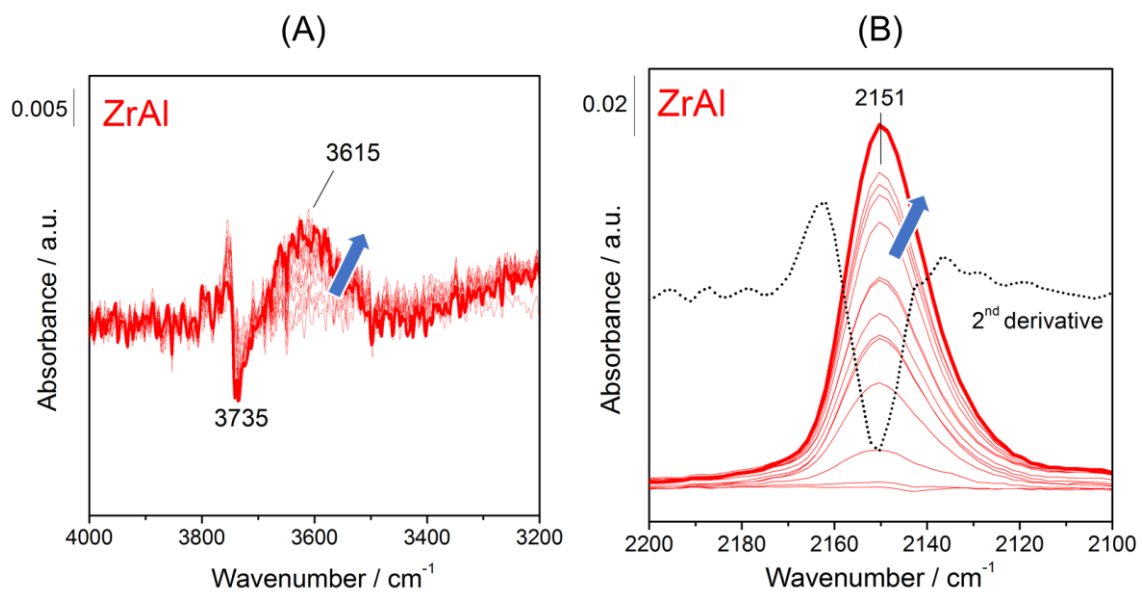 (A)
0.005
ZrAl
3615
3735
Absorbance / a.u.
4000 3800 3600 3400 3200
Wavenumber / cm⁻¹
(B)
0.02
ZrAl
2151
2ⁿᵈ derivative
Absorbance / a.u.
2200 2180 2160 2140 2120 2100
Wavenumber / cm⁻¹